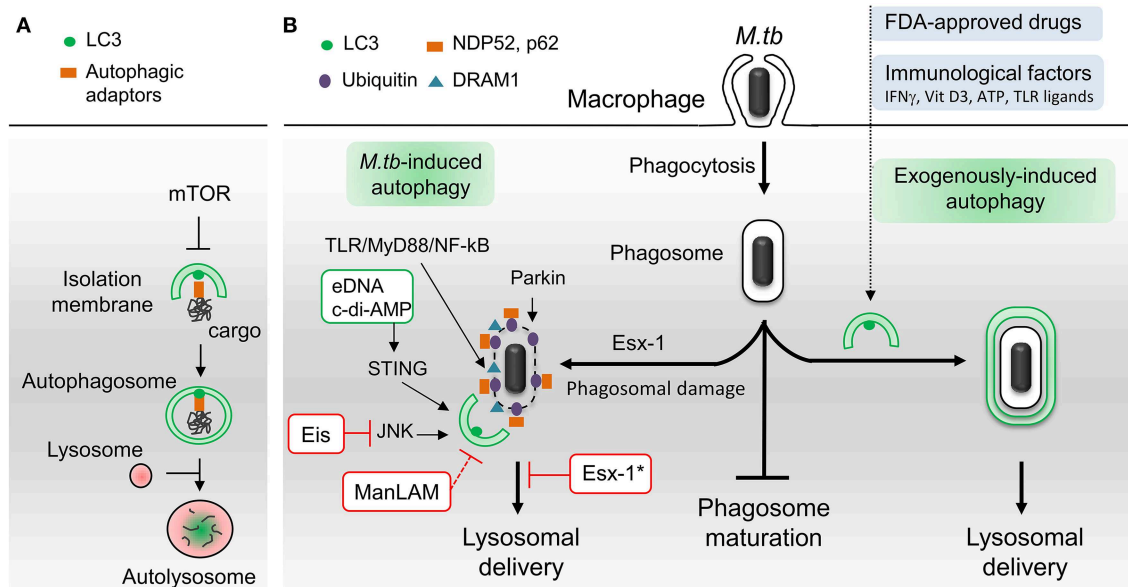 A
LC3
Autophagic
adaptors
mTOR
Isolation
membrane
cargo
Autophagosome
Lysosome
Autolysosome
B
LC3
NDP52, p62
Ubiquitin
DRAM1
M.tb
Macrophage
FDA-approved drugs
Immunological factors
IFNγ, Vit D3, ATP, TLR ligands
M.tb-induced
autophagy
Phagocytosis
Exogenously-induced
autophagy
TLR/MyD88/NF-kB
Phagosome
Parkin
eDNA
c-di-AMP
Esx-1
STING
Phagosomal damage
Eis
JNK
ManLAM
Esx-1*
Lysosomal
delivery
Phagosome
maturation
Lysosomal
delivery